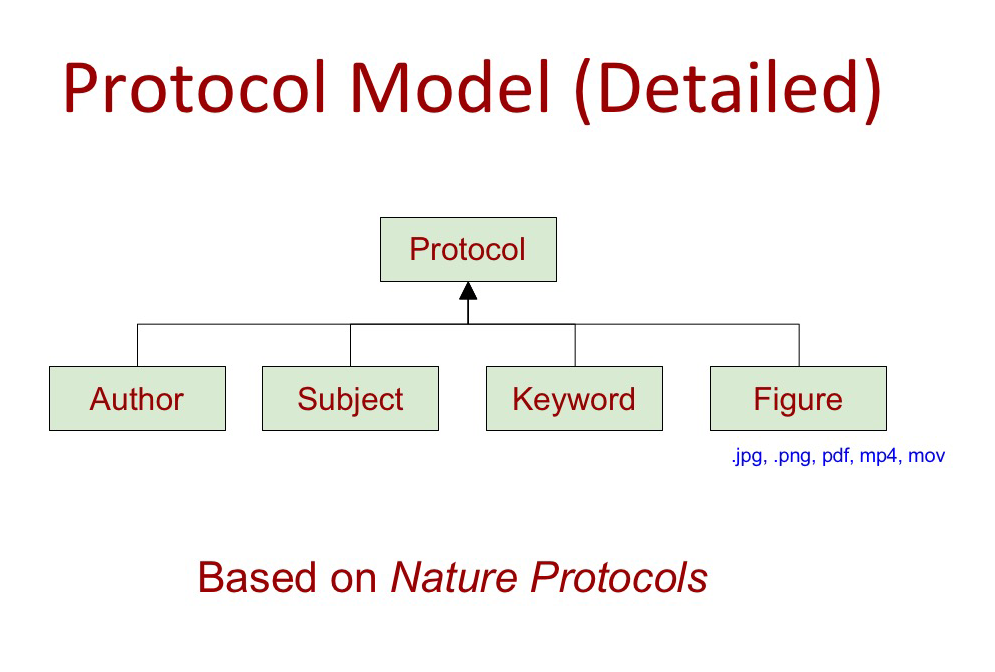 Protocol Model (Detailed)
Protocol
Author
Subject
Keyword
Figure
.jpg, .png, pdf, mp4, mov
Based on Nature Protocols